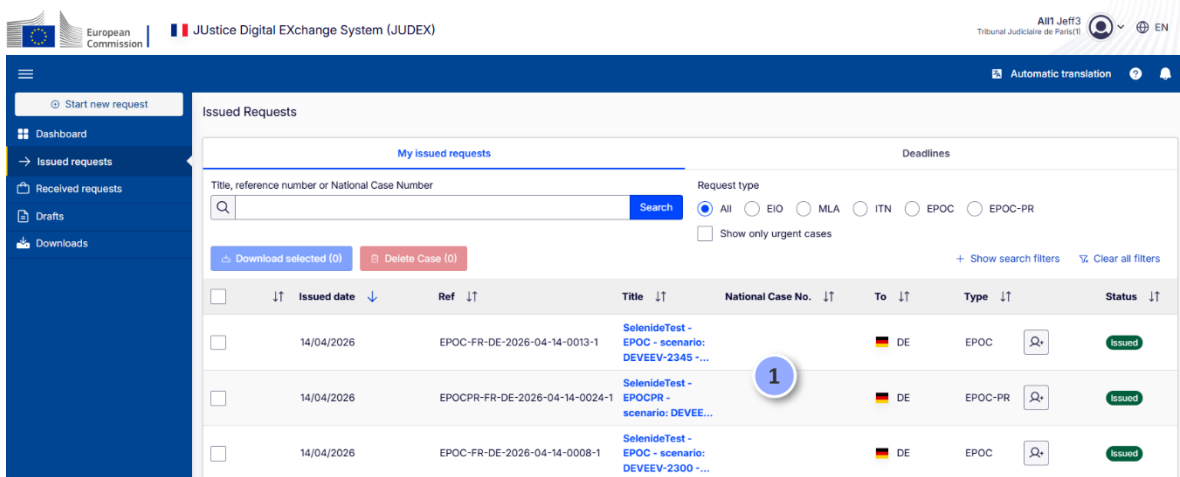 European
Commission
JUstice Digital EXchange System (JUDEX)
All1 Jeff3
Tribunal Judiciaire de Paris(1)
EN
Automatic translation
Start new request
Dashboard
Issued requests
Received requests
Drafts
Downloads
Issued Requests
My issued requests
Deadlines
Title, reference number or National Case Number
Search
Request type
All EIO MLA ITN EPOC EPOC-PR
Show only urgent cases
Download selected (0)
Delete Case (0)
+ Show search filters
Clear all filters
Issued date Ref Title National Case No. To Type Status
14/04/2026 EPOC-FR-DE-2026-04-14-0013-1 SelenideTest -
EPOC - scenario:
DEVEEV-2345 -... DE EPOC Issued
1
14/04/2026 EPOCPR-FR-DE-2026-04-14-0024-1 SelenideTest -
EPOCPR -
scenario: DEVEE... DE EPOC-PR Issued
14/04/2026 EPOC-FR-DE-2026-04-14-0008-1 SelenideTest -
EPOC - scenario:
DEVEEV-2300 -... DE EPOC Issued